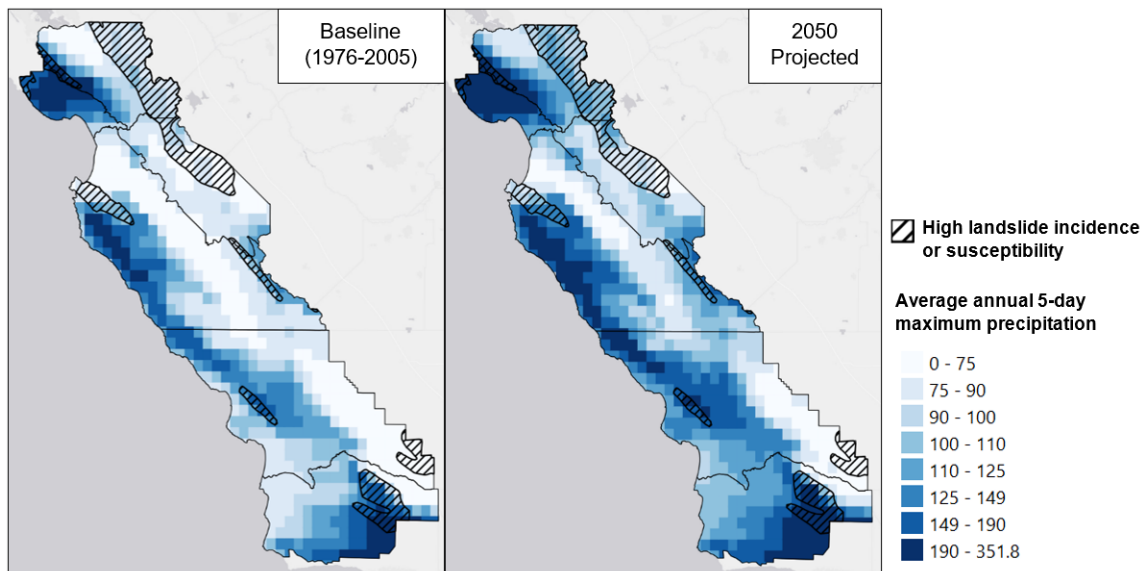 Baseline
(1976-2005)
2050
Projected
High landslide incidence
or susceptibility
Average annual 5-day
maximum precipitation
0 - 75
75 - 90
90 - 100
100 - 110
110 - 125
125 - 149
149 - 190
190 - 351.8